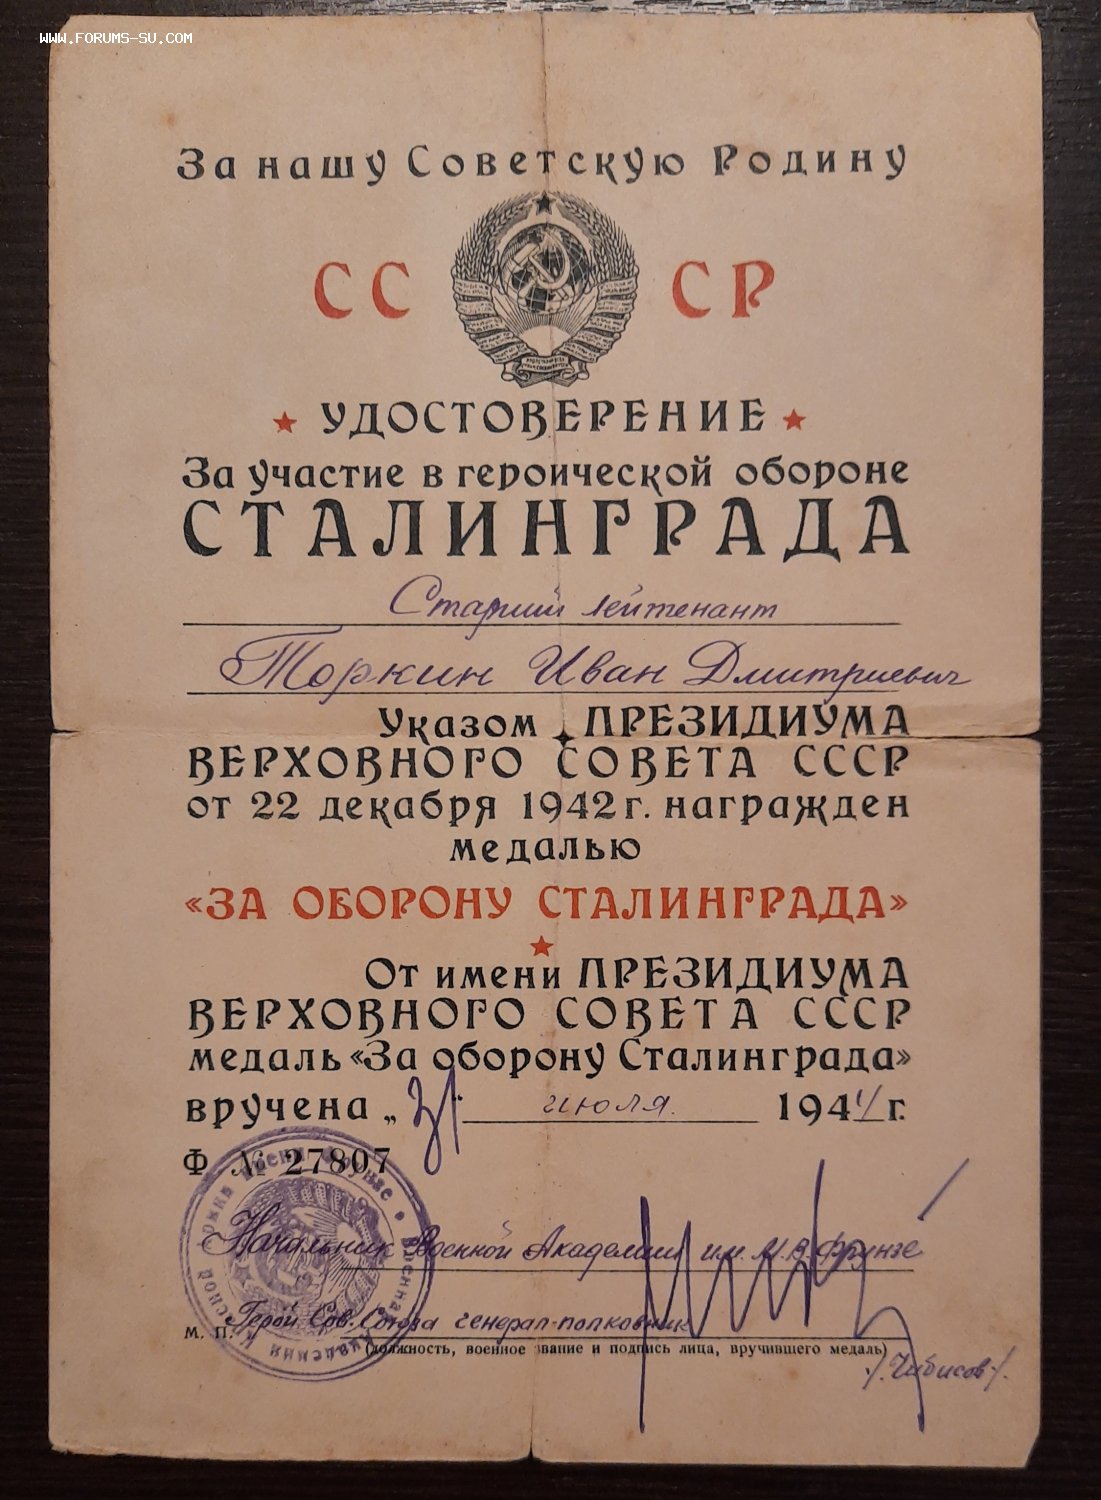 WWW.FORUMS-SU.COM
За нашу Советскую Родину
СС СР
УДОСТОВЕРЕНИЕ
За участие в героической обороне
СТАЛИНГРАДА
Старший лейтенант
Торкин Иван Дмитриевич
Указом ПРЕЗИДИУМА
ВЕРХОВНОГО СОВЕТА СССР
от 22 декабря 1942 г. награжден
медалью
«ЗА ОБОРОНУ СТАЛИНГРАДА»
От имени ПРЕЗИДИУМА
ВЕРХОВНОГО СОВЕТА СССР
медаль «За оборону Сталинграда»
вручена „31" июля 1944 г.
Ф № 27807
Начальник Военной Академии им. М.В. Фрунзе
Герой Сов. Союза генерал-полковник
М. П.
(должность, военное звание и подпись лица, вручившего медаль)
/. Чибисов /.